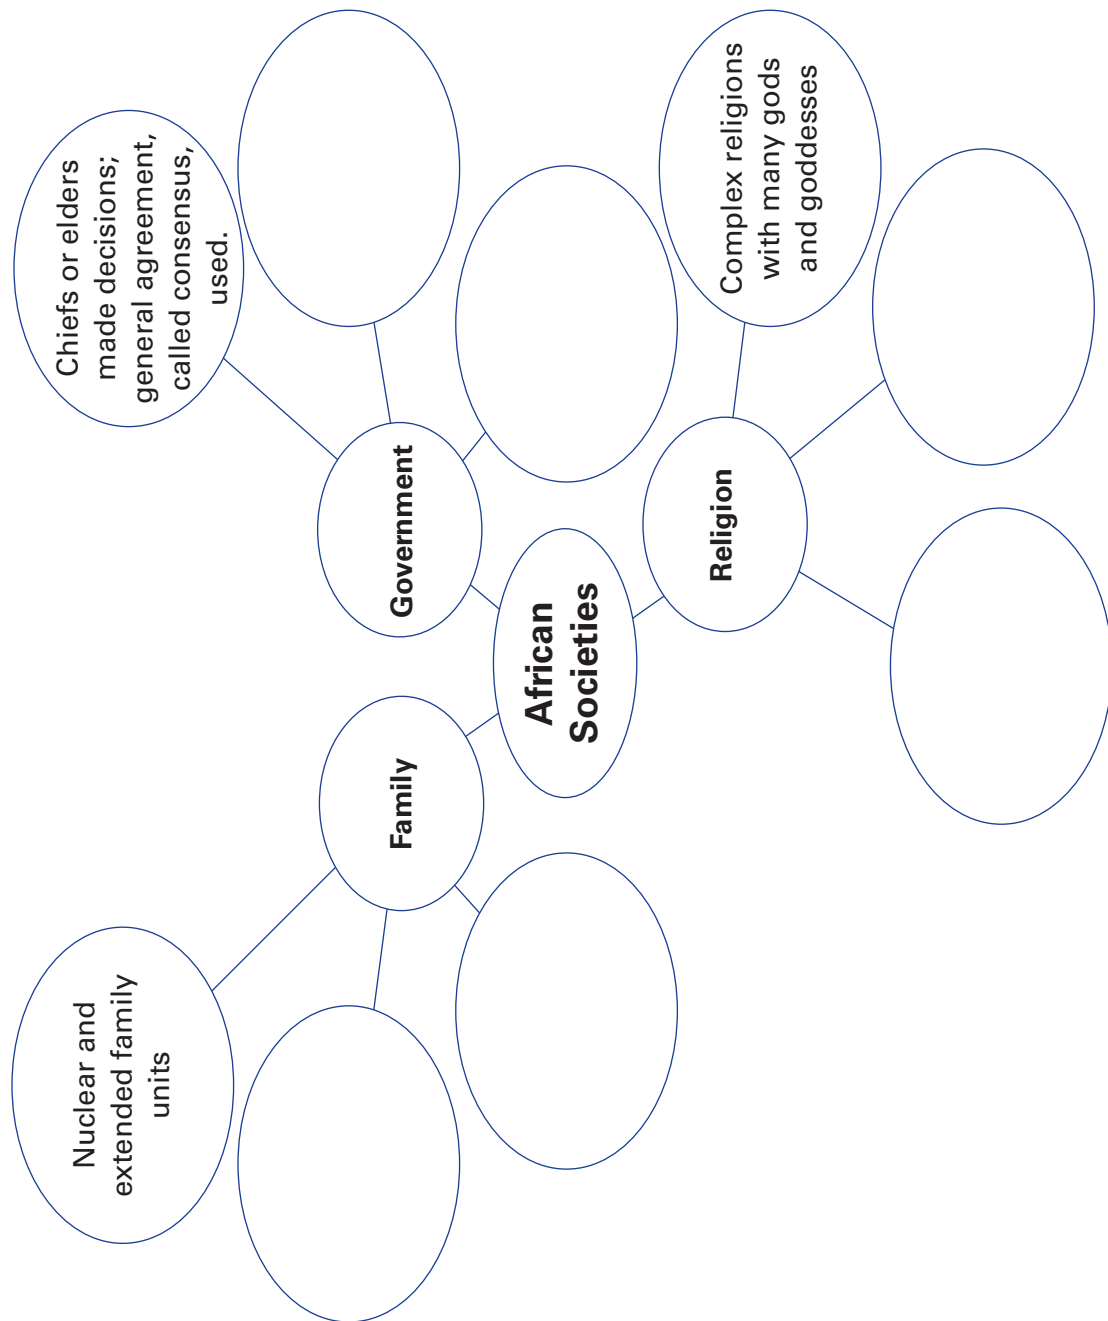 Nuclear and
extended family
units
Chiefs or elders
made decisions;
general agreement,
called consensus,
used.
Family
Government
African
Societies
Religion
Complex religions
with many gods
and goddesses